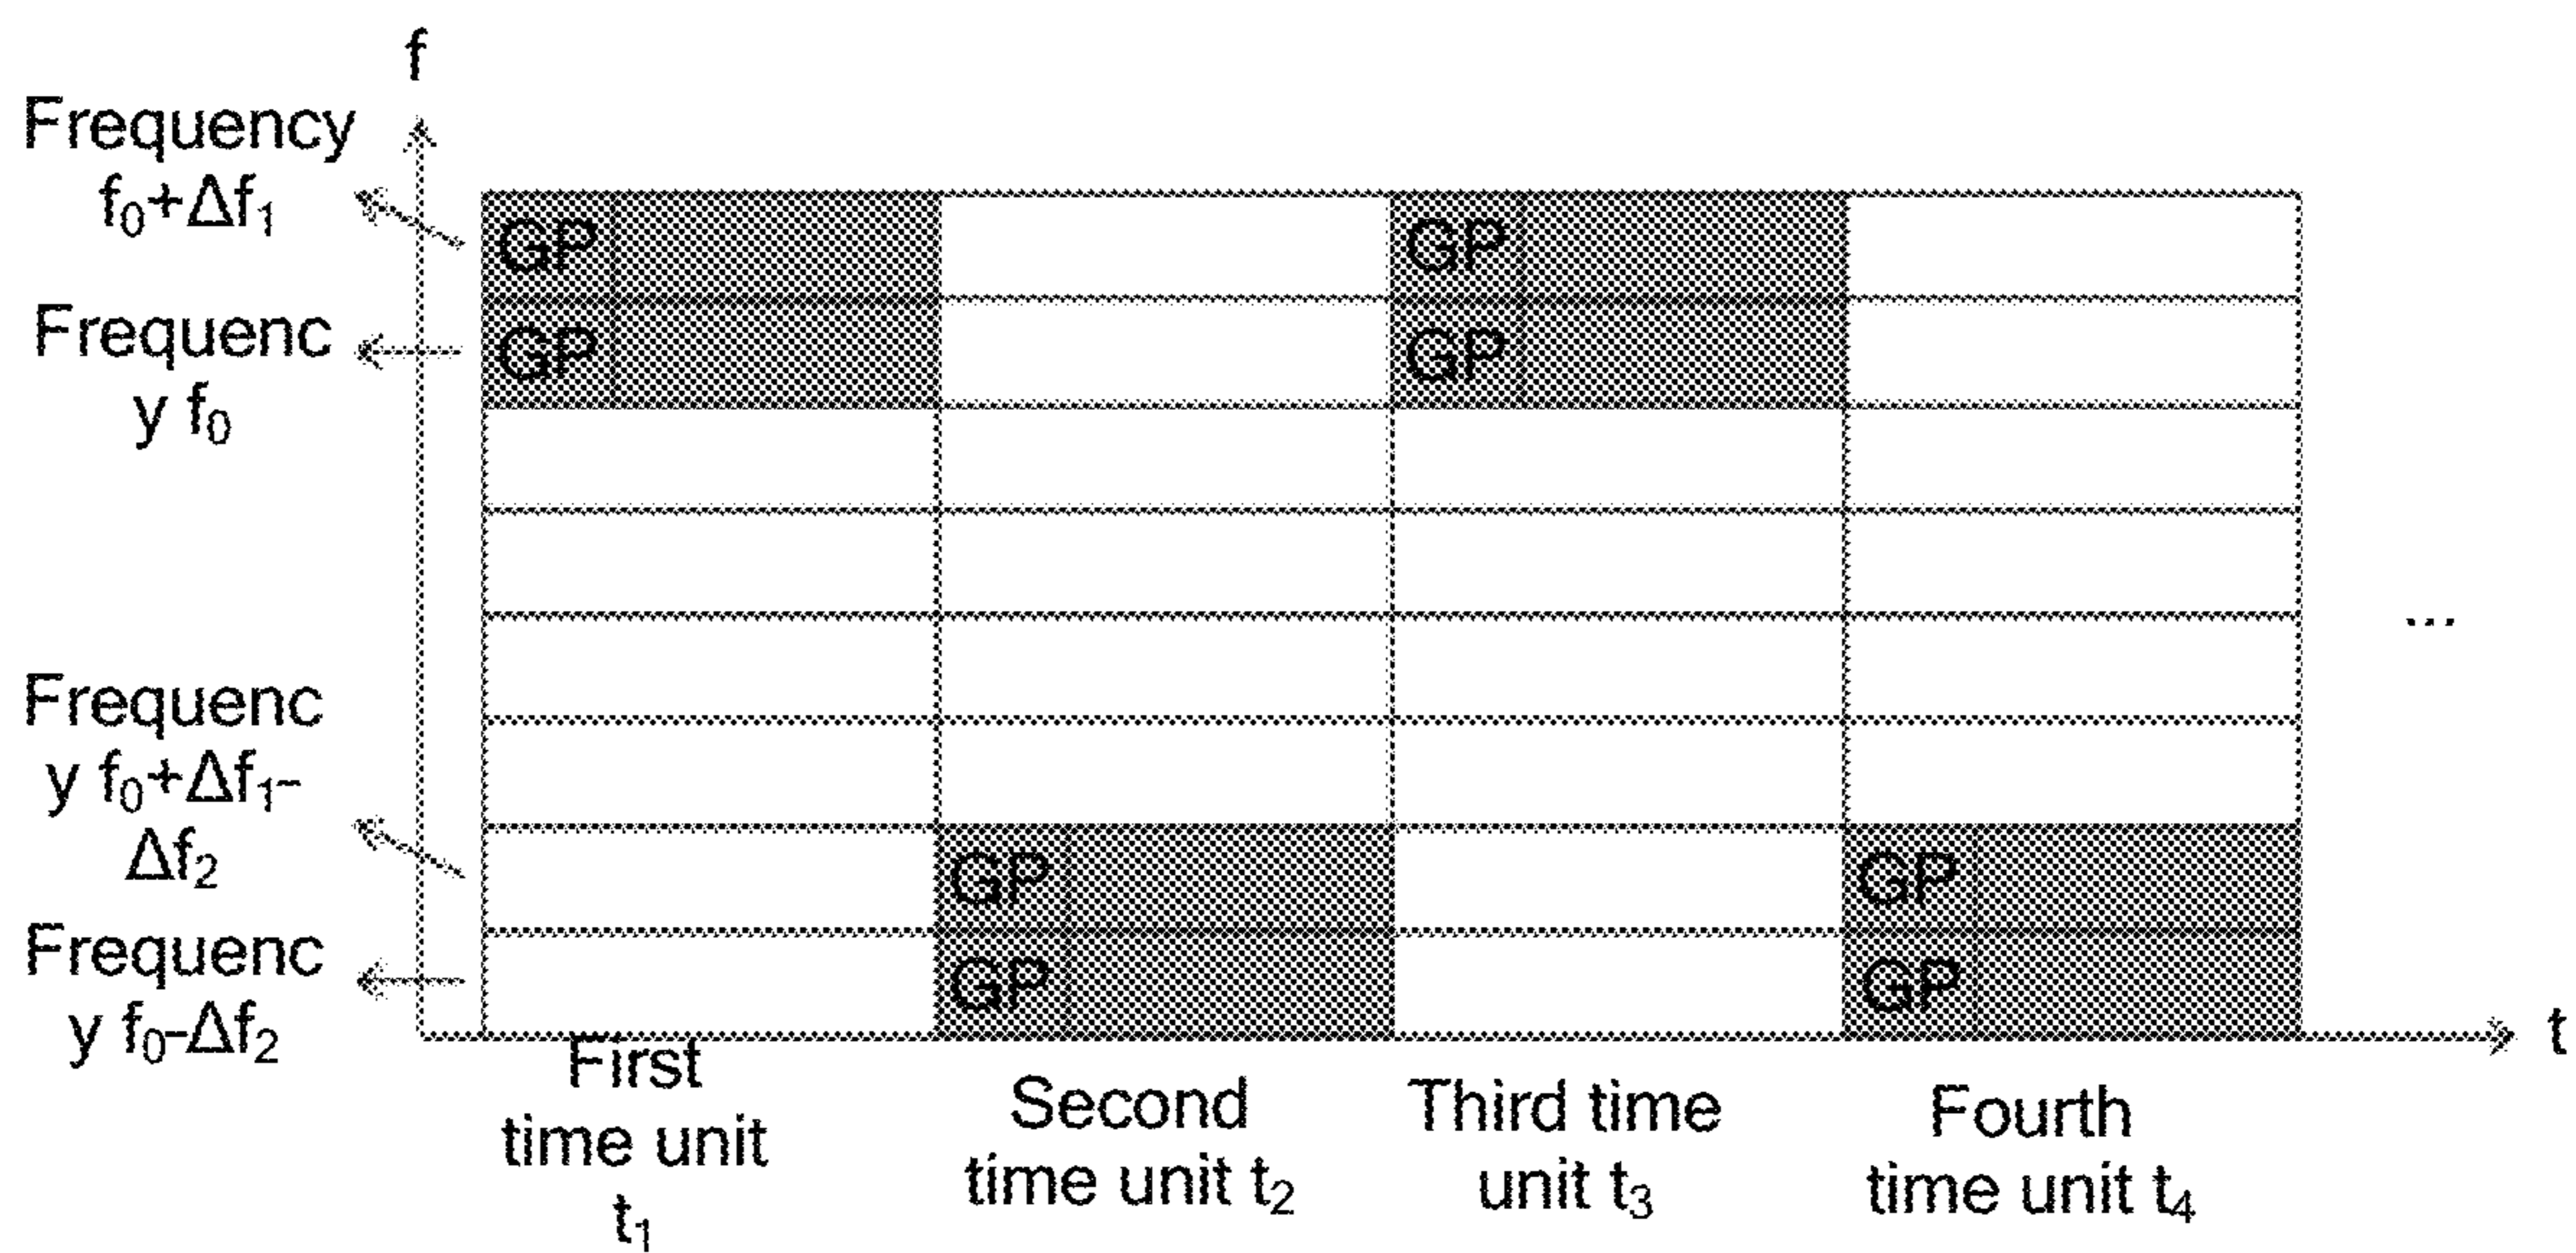 f
Frequency
f₀+Δf₁
GP
GP
Frequenc
y f₀
GP
GP
...
Frequenc
y f₀+Δf₁-
Δf₂
GP
GP
Frequenc
y f₀-Δf₂
GP
GP
t
First
time unit
t₁
Second
time unit t₂
Third time
unit t₃
Fourth
time unit t₄